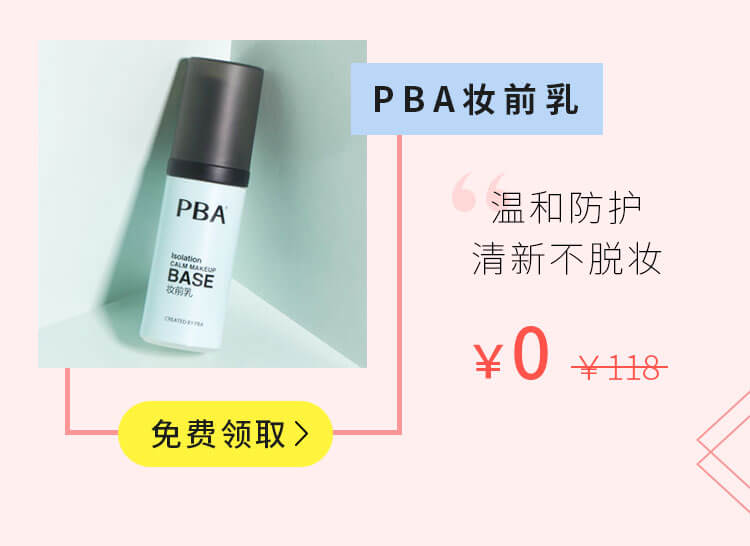 PBA妆前乳
PBA
Isolation
CALM MAKEUP
BASE
妆前乳
CREATED BY PBA
“温和防护
清新不脱妆
¥0 ¥118
免费领取>